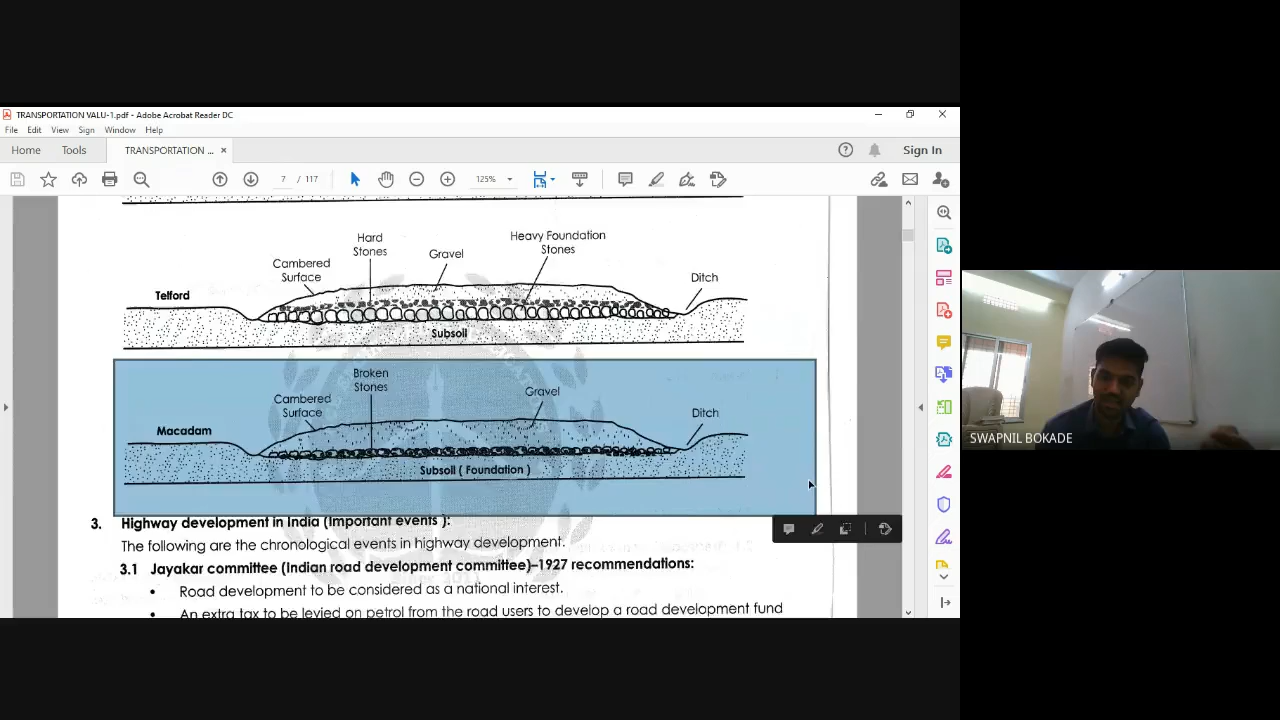 TRANSPORTATION VALU-1.pdf - Adobe Acrobat Reader DC
File Edit View Sign Window Help
Home Tools TRANSPORTATION ... × Sign In
7 / 117 125%
Hard
Stones
Heavy Foundation
Stones
Gravel
Cambered
Surface
Ditch
Telford
Subsoil
Broken
Stones
Gravel
Cambered
Surface
Ditch
Macadam
Subsoil ( Foundation )
SWAPNIL BOKADE
3. Highway development in India (Important events ):
The following are the chronological events in highway development.
3.1 Jayakar committee (Indian road development committee)–1927 recommendations:
• Road development to be considered as a national interest.
• An extra tax to be levied on petrol from the road users to develop a road development fund